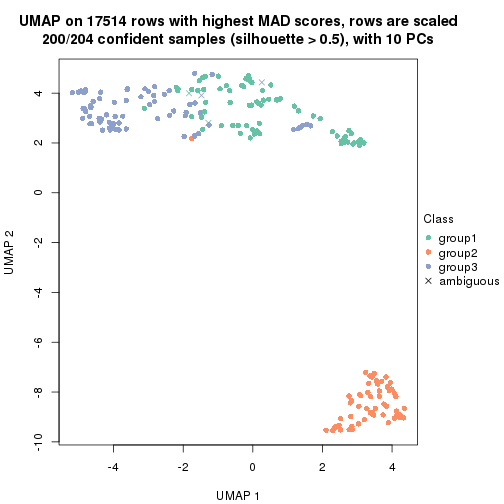 UMAP on 17514 rows with highest MAD scores, rows are scaled
200/204 confident samples (silhouette > 0.5), with 10 PCs
4
2
0
-2
-4
-6
-8
-10
UMAP 2
-4
-2
0
2
4
UMAP 1
Class
group1
group2
group3
ambiguous